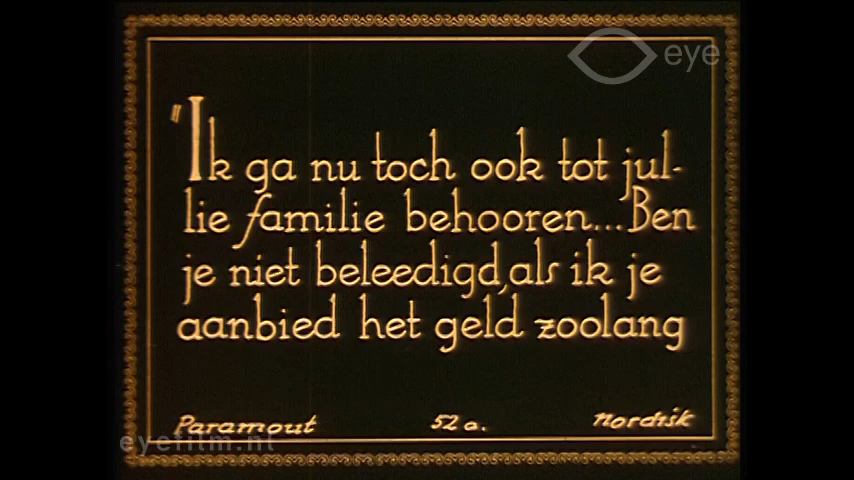 eye
"Ik ga nu toch ook tot jul-
lie familie behooren...Ben
je niet beleedigd, als ik je
aanbied het geld zoolang
Paramout 52a. Nordisk
eyefilm.nl